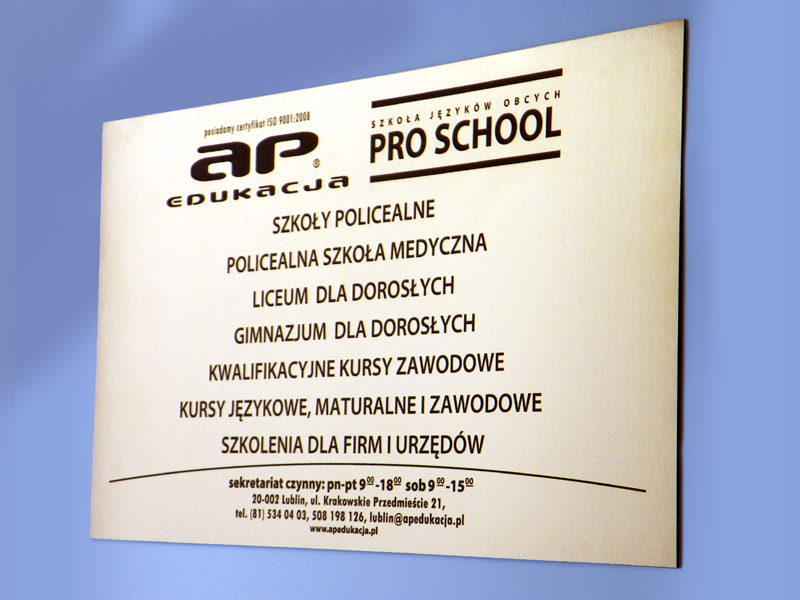 posiadamy certyfikat ISO 9001:2008
ap®
EDUKACJA
SZKOŁA JĘZYKÓW OBCYCH
PRO SCHOOL
SZKOŁY POLICEALNE
POLICEALNA SZKOŁA MEDYCZNA
LICEUM DLA DOROSŁYCH
GIMNAZJUM DLA DOROSŁYCH
KWALIFIKACYJNE KURSY ZAWODOWE
KURSY JĘZYKOWE, MATURALNE I ZAWODOWE
SZKOLENIA DLA FIRM I URZĘDÓW
sekretariat czynny: pn-pt 9⁰⁰-18⁰⁰ sob 9⁰⁰-15⁰⁰
20-002 Lublin, ul. Krakowskie Przedmieście 21,
tel. (81) 534 04 03, 508 198 126, lublin@apedukacja.pl
www.apedukacja.pl